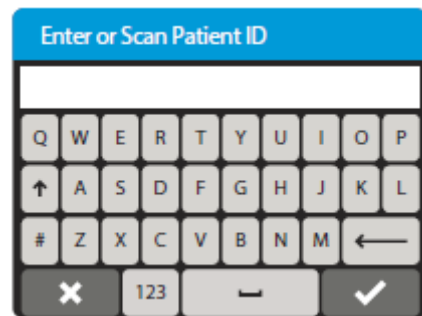 Enter or Scan Patient ID
Q W E R T Y U I O P
↑ A S D F G H J K L
# Z X C V B N M ←
✖ 123 ⎵ ✔